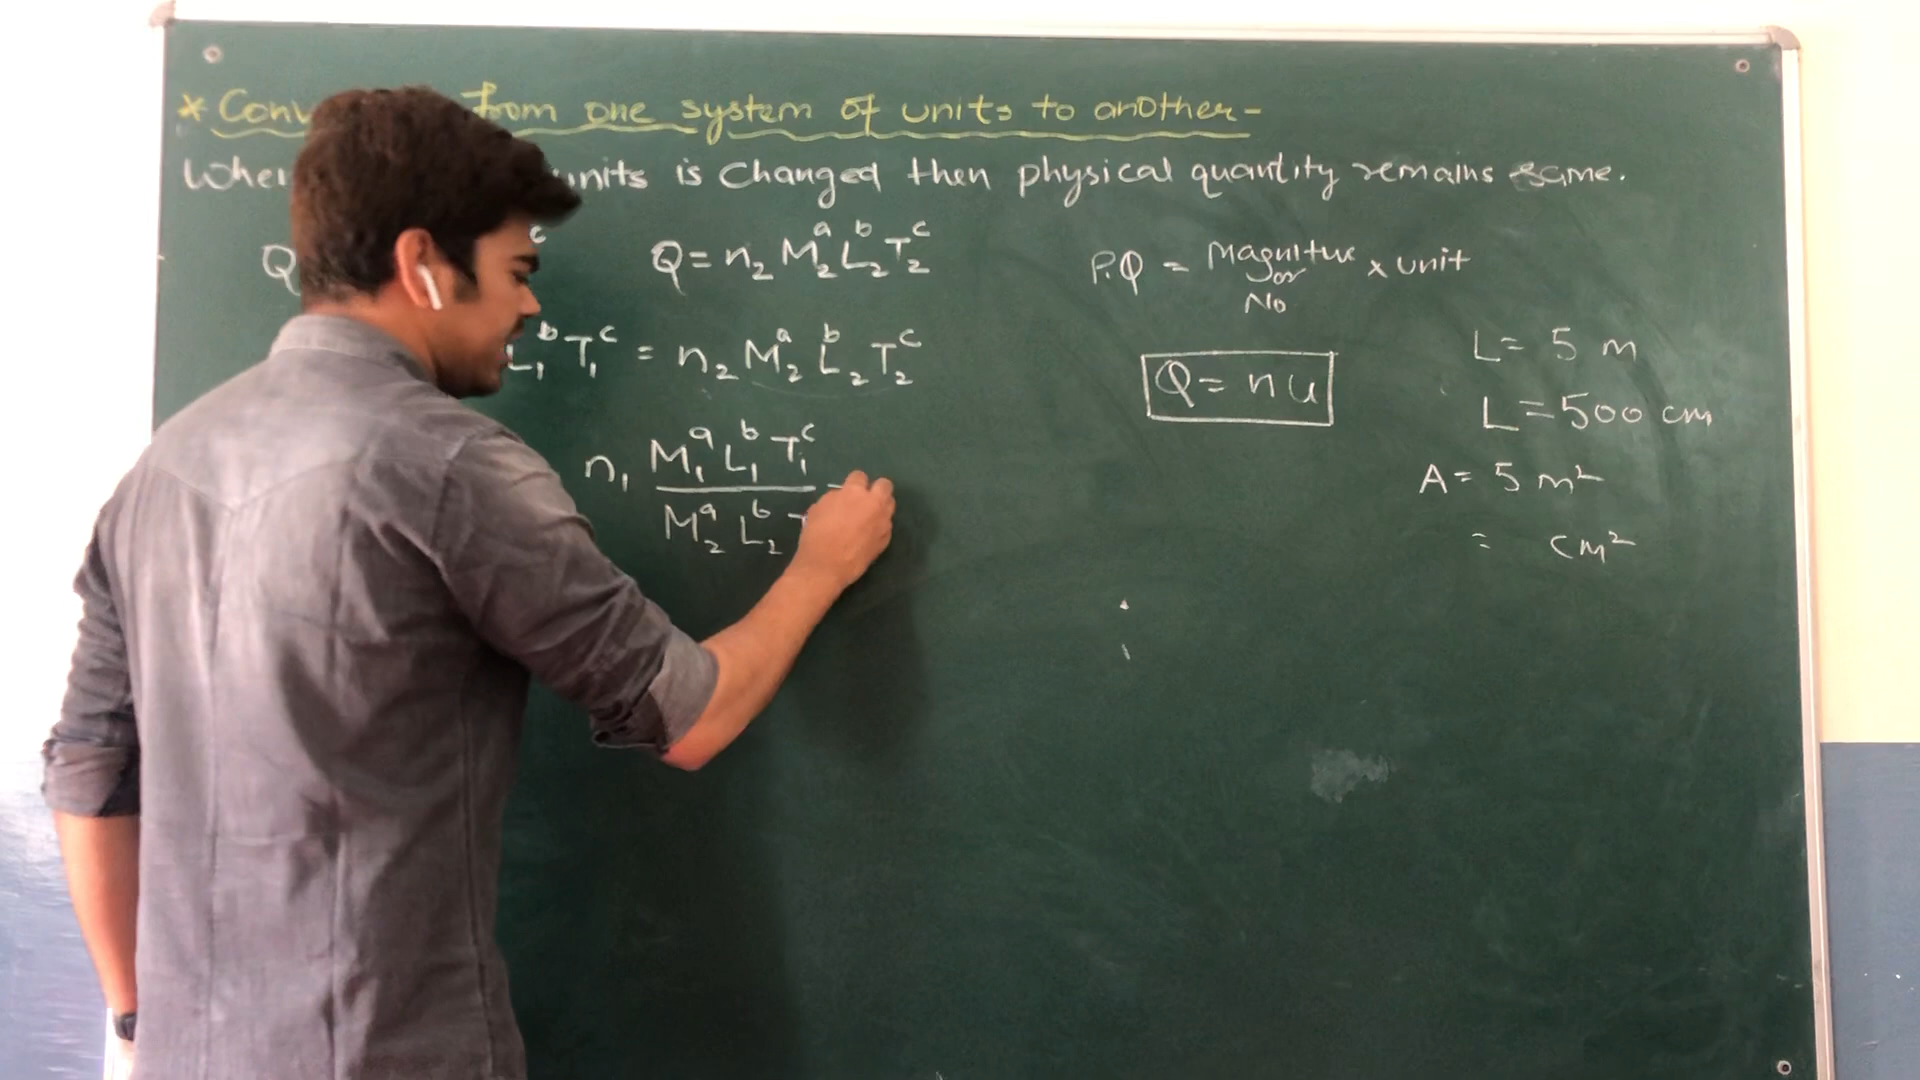 * Conv from one system of units to another-
When units is changed then physical quantity remains same.
Q c
Q = n₂ M₂ᵃ L₂ᵇ T₂ᶜ
L₁ᵇ T₁ᶜ = n₂ M₂ᵃ L₂ᵇ T₂ᶜ
n₁ M₁ᵃ L₁ᵇ T₁ᶜ
M₂ᵃ L₂ᵇ
P.Q = Magnitue x unit
or
No
Q = nu
L = 5 m
L = 500 cm
A = 5 m²
= cm²